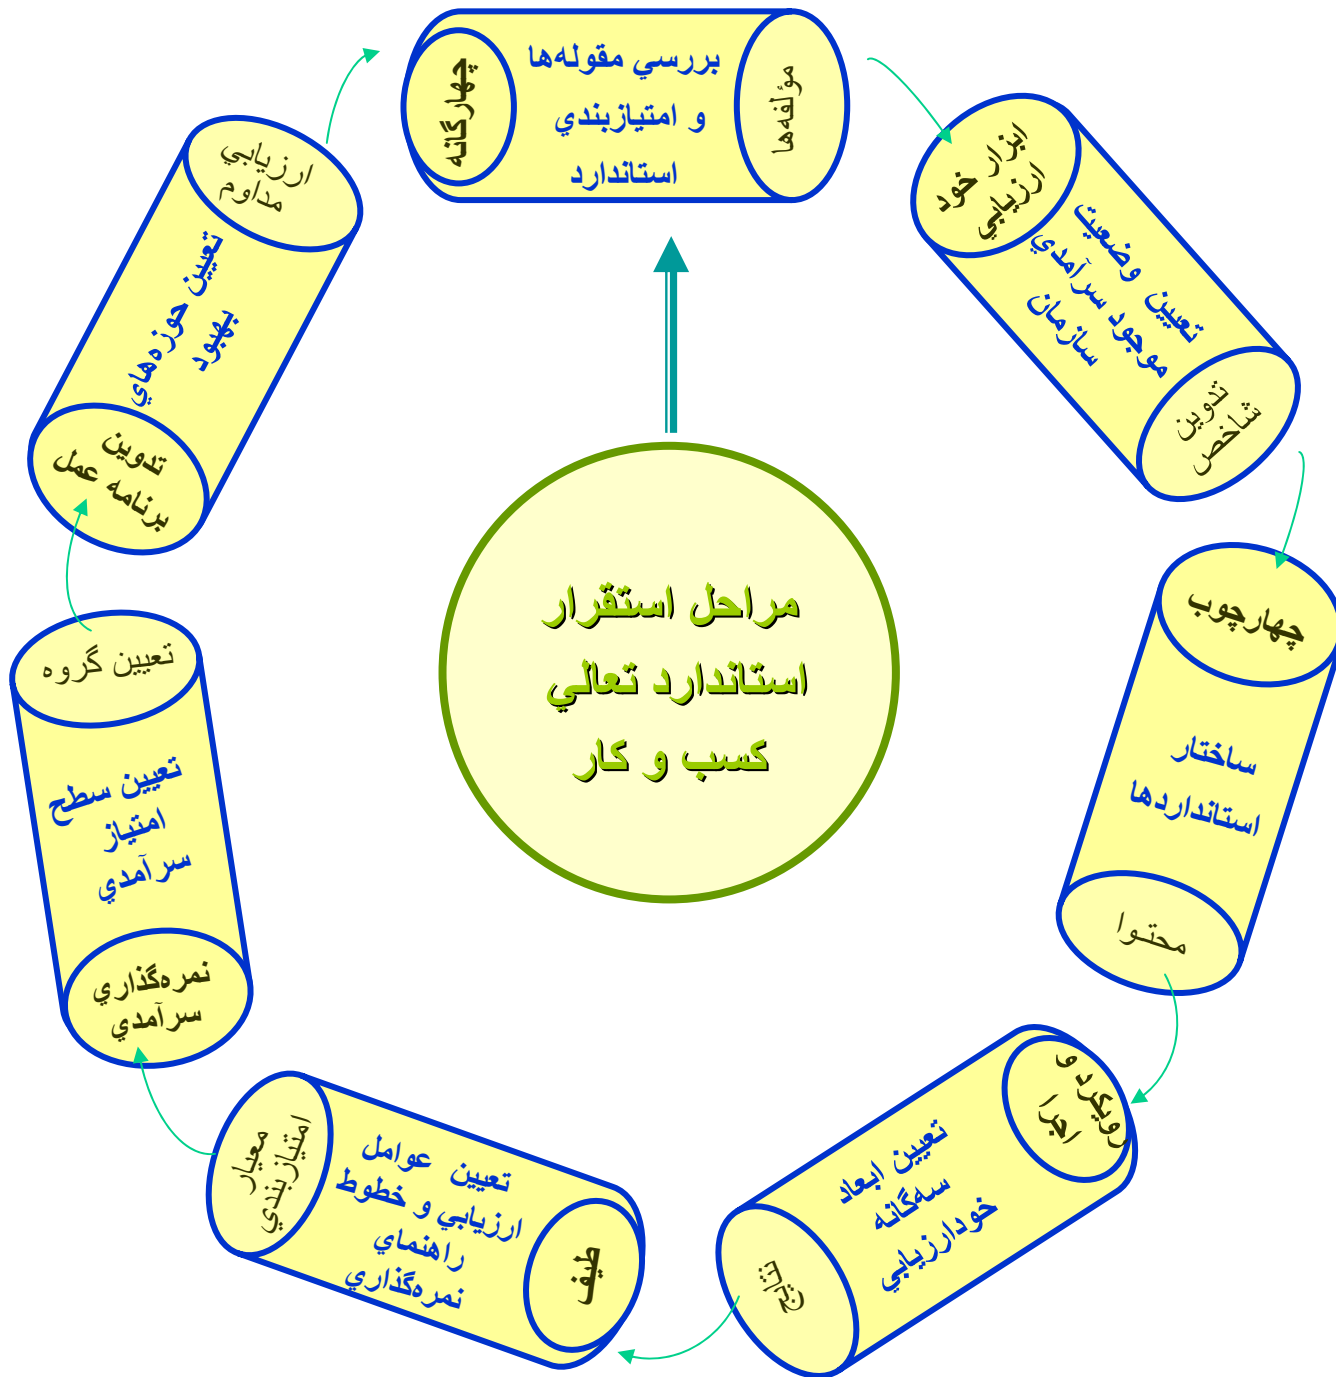 چهارگانه
بررسي مقوله‌ها
و امتيازبندي
استاندارد
مؤلفه‌ها
ابزار خود
ارزيابي
تعيين وضعيت
موجود سرآمدي
سازمان
تدوين
شاخص
چهارچوب
ساختار
استانداردها
محتوا
رويكرد و
اجرا
تعيين ابعاد
سه‌گانه
خودارزيابي
نتايج
طيف
تعيين عوامل
ارزيابي و خطوط
راهنماي
نمره‌گذاري
معيار
امتيازبندي
نمره‌گذاري
سرآمدي
تعيين سطح
امتياز
سرآمدي
تعيين گروه
تدوين
برنامه عمل
تعيين حوزه‌هاي
بهبود
ارزيابي
مداوم
مراحل استقرار
استاندارد تعالي
كسب و كار